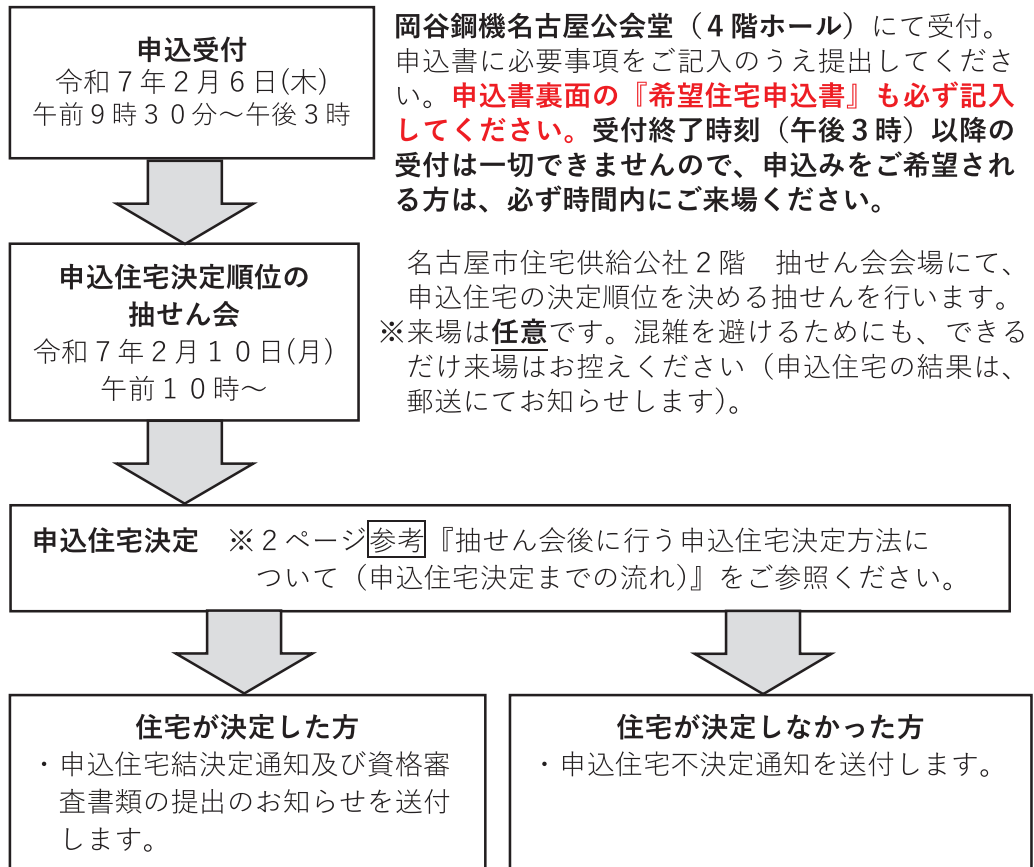 申込受付
令和７年２月６日(木)
午前９時３０分～午後３時
岡谷鋼機名古屋公会堂（４階ホール）にて受付。
申込書に必要事項をご記入のうえ提出してくださ
い。申込書裏面の『希望住宅申込書』も必ず記入
してください。受付終了時刻（午後３時）以降の
受付は一切できませんので、申込みをご希望され
る方は、必ず時間内にご来場ください。
申込住宅決定順位の
抽せん会
令和７年２月１０日(月)
午前１０時～
名古屋市住宅供給公社２階　抽せん会会場にて、
申込住宅の決定順位を決める抽せんを行います。
※来場は任意です。混雑を避けるためにも、できる
だけ来場はお控えください（申込住宅の結果は、
郵送にてお知らせします）。
申込住宅決定　※２ページ参考『抽せん会後に行う申込住宅決定方法に
ついて（申込住宅決定までの流れ）』をご参照ください。
住宅が決定した方
・申込住宅結決定通知及び資格審
査書類の提出のお知らせを送付
します。
住宅が決定しなかった方
・申込住宅不決定通知を送付します。